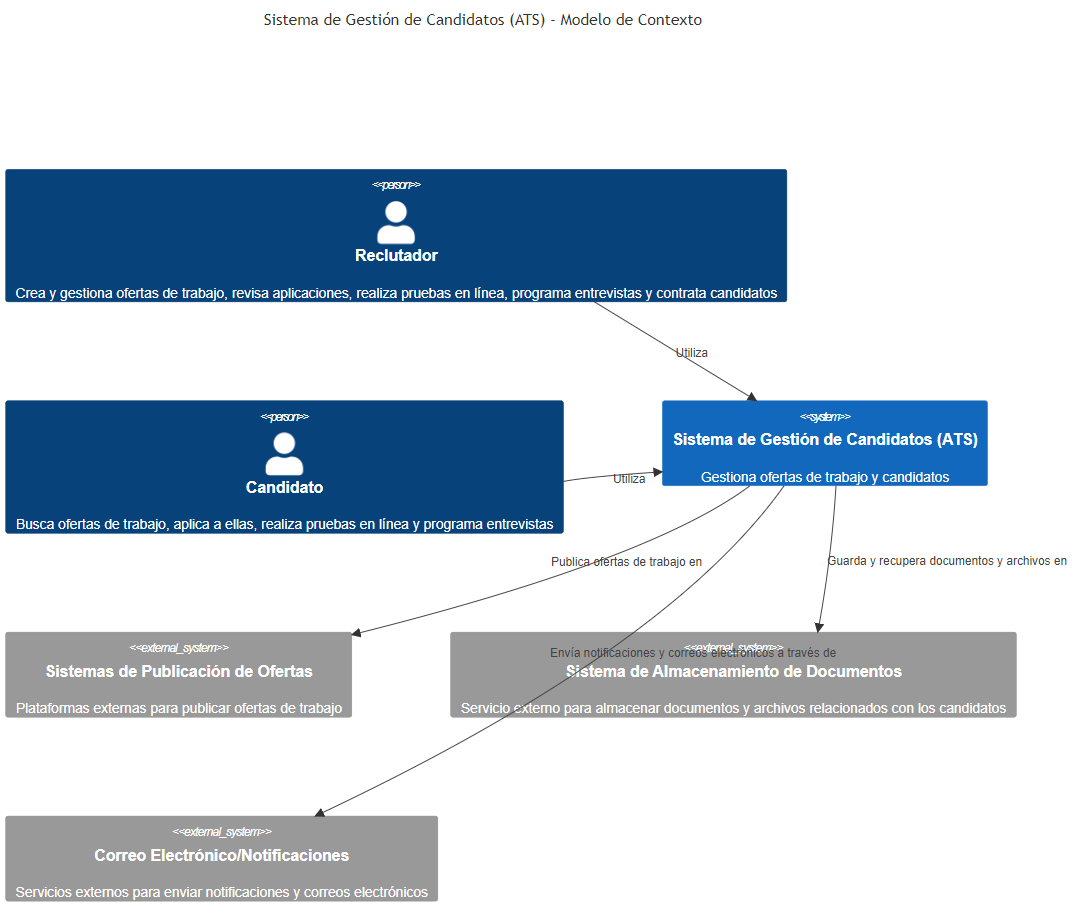 Sistema de Gestión de Candidatos (ATS) - Modelo de Contexto
<<person>>
Reclutador
Crea y gestiona ofertas de trabajo, revisa aplicaciones, realiza pruebas en línea, programa entrevistas y contrata candidatos
Utiliza
<<person>>
Candidato
Busca ofertas de trabajo, aplica a ellas, realiza pruebas en línea y programa entrevistas
Utiliza
<<system>>
Sistema de Gestión de Candidatos (ATS)
Gestiona ofertas de trabajo y candidatos
Publica ofertas de trabajo en
Guarda y recupera documentos y archivos en
<<external_system>>
Sistemas de Publicación de Ofertas
Plataformas externas para publicar ofertas de trabajo
<<external_system>>
Envía notificaciones y correos electrónicos a través de
Sistema de Almacenamiento de Documentos
Servicio externo para almacenar documentos y archivos relacionados con los candidatos
<<external_system>>
Correo Electrónico/Notificaciones
Servicios externos para enviar notificaciones y correos electrónicos